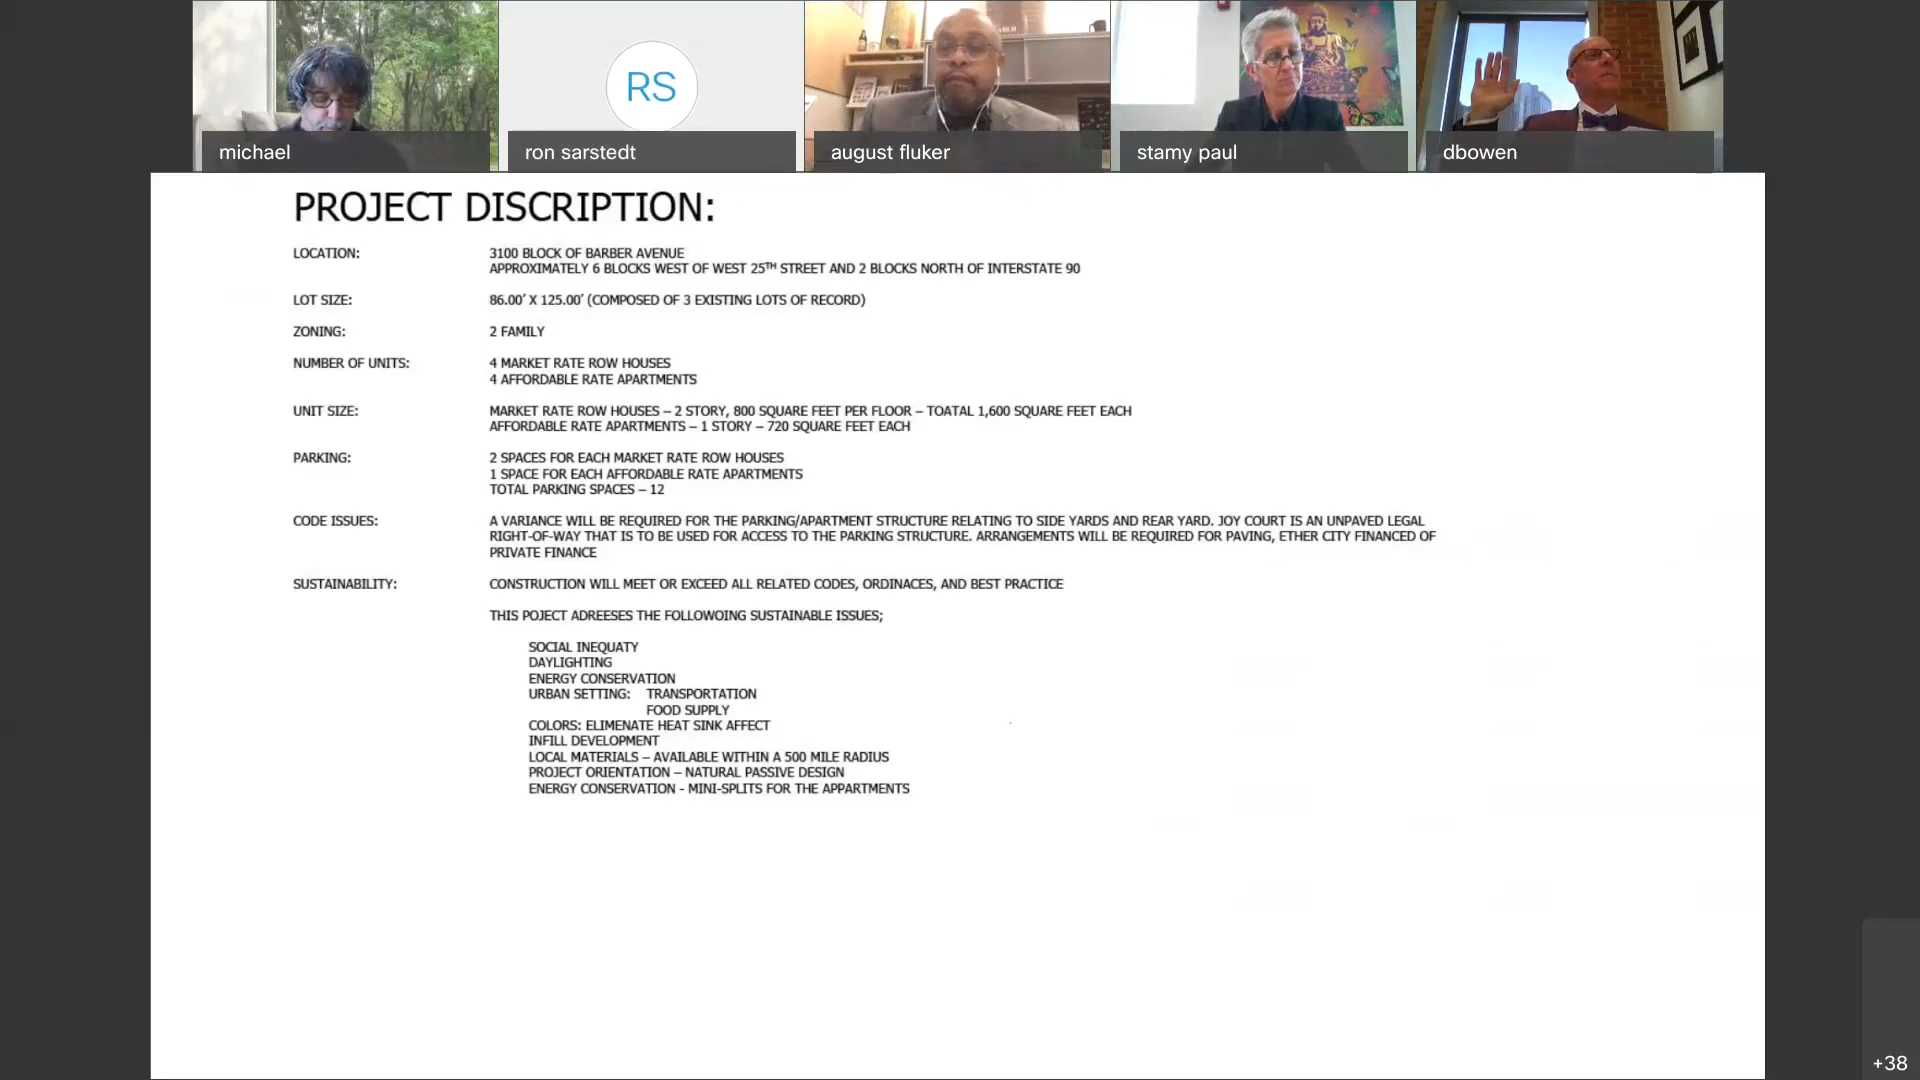 RS
michael
ron sarstedt
august fluker
stamy paul
dbowen
PROJECT DISCRIPTION:
LOCATION: 3100 BLOCK OF BARBER AVENUE
APPROXIMATELY 6 BLOCKS WEST OF WEST 25TH STREET AND 2 BLOCKS NORTH OF INTERSTATE 90
LOT SIZE: 86.00' X 125.00' (COMPOSED OF 3 EXISTING LOTS OF RECORD)
ZONING: 2 FAMILY
NUMBER OF UNITS: 4 MARKET RATE ROW HOUSES
4 AFFORDABLE RATE APARTMENTS
UNIT SIZE: MARKET RATE ROW HOUSES – 2 STORY, 800 SQUARE FEET PER FLOOR – TOATAL 1,600 SQUARE FEET EACH
AFFORDABLE RATE APARTMENTS – 1 STORY – 720 SQUARE FEET EACH
PARKING: 2 SPACES FOR EACH MARKET RATE ROW HOUSES
1 SPACE FOR EACH AFFORDABLE RATE APARTMENTS
TOTAL PARKING SPACES – 12
CODE ISSUES: A VARIANCE WILL BE REQUIRED FOR THE PARKING/APARTMENT STRUCTURE RELATING TO SIDE YARDS AND REAR YARD. JOY COURT IS AN UNPAVED LEGAL
RIGHT-OF-WAY THAT IS TO BE USED FOR ACCESS TO THE PARKING STRUCTURE. ARRANGEMENTS WILL BE REQUIRED FOR PAVING, ETHER CITY FINANCED OF
PRIVATE FINANCE
SUSTAINABILITY: CONSTRUCTION WILL MEET OR EXCEED ALL RELATED CODES, ORDINACES, AND BEST PRACTICE
THIS POJECT ADREESES THE FOLLOWOING SUSTAINABLE ISSUES;
SOCIAL INEQUATY
DAYLIGHTING
ENERGY CONSERVATION
URBAN SETTING: TRANSPORTATION
FOOD SUPPLY
COLORS: ELIMENATE HEAT SINK AFFECT
INFILL DEVELOPMENT
LOCAL MATERIALS – AVAILABLE WITHIN A 500 MILE RADIUS
PROJECT ORIENTATION – NATURAL PASSIVE DESIGN
ENERGY CONSERVATION - MINI-SPLITS FOR THE APPARTMENTS
+38